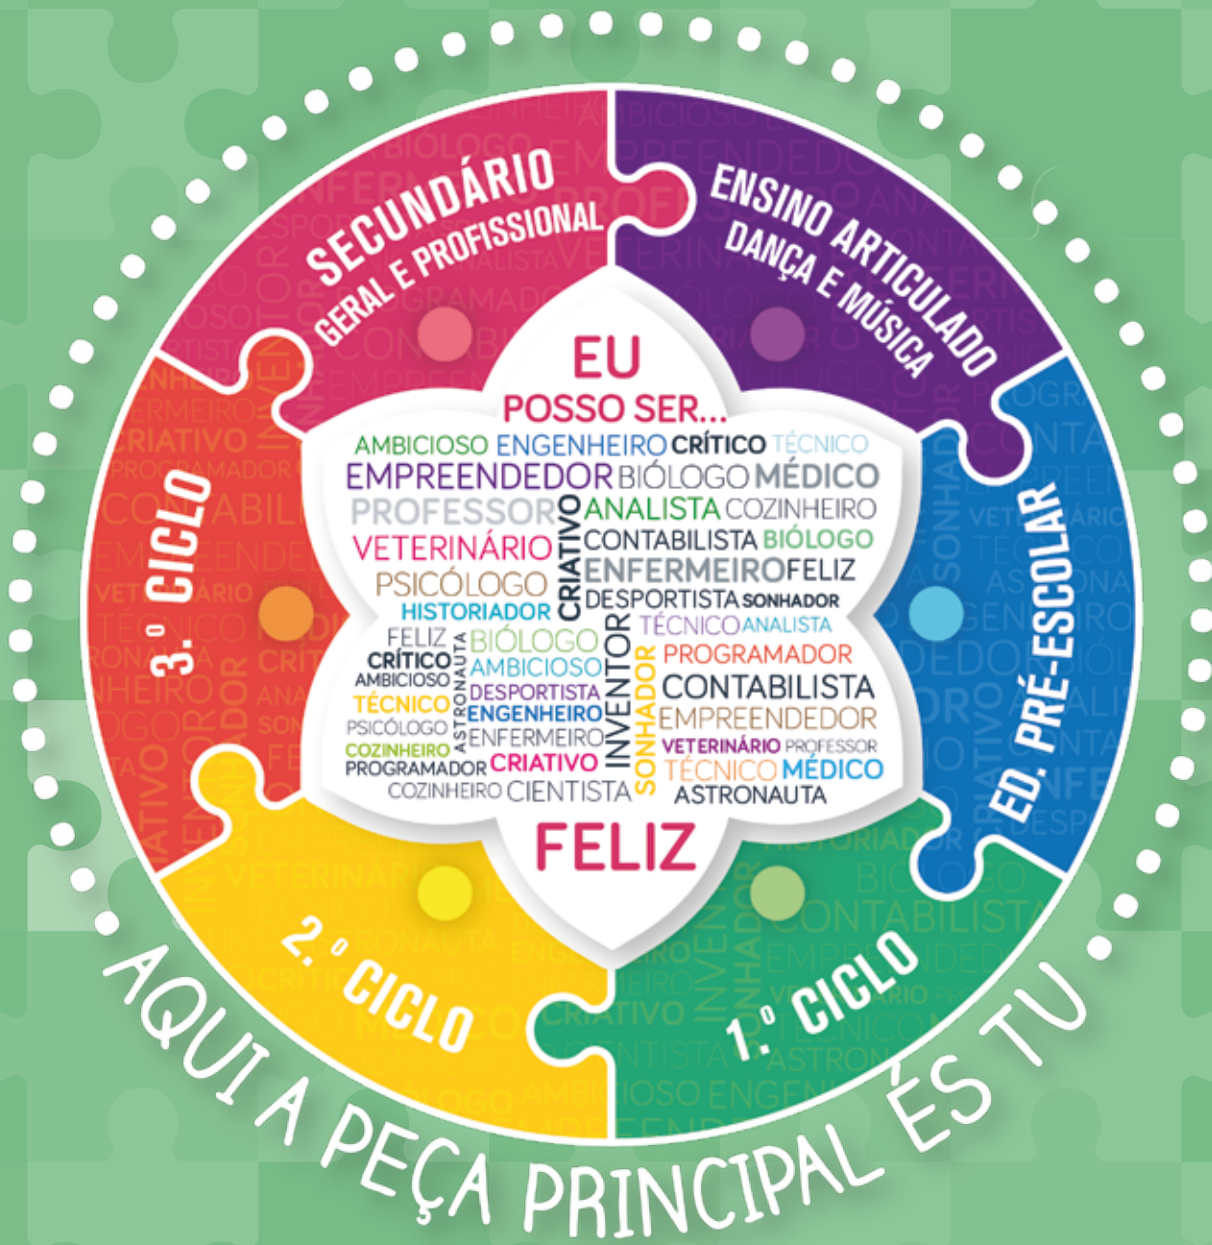 SECUNDÁRIO
GERAL E PROFISSIONAL
ENSINO ARTICULADO
DANÇA E MÚSICA
ED. PRÉ-ESCOLAR
1.º CICLO
2.º CICLO
3.º CICLO
EU
POSSO SER...
AMBICIOSO ENGENHEIRO CRÍTICO TÉCNICO
EMPREENDEDOR BIÓLOGO MÉDICO
PROFESSOR ANALISTA COZINHEIRO
CRIATIVO
VETERINÁRIO CONTABILISTA BIÓLOGO
PSICÓLOGO ENFERMEIRO FELIZ
HISTORIADOR DESPORTISTA SONHADOR
FELIZ BIÓLOGO TÉCNICO ANALISTA
ASTRONAUTA
INVENTOR
SONHADOR
CRÍTICO AMBICIOSO PROGRAMADOR
AMBICIOSO DESPORTISTA CONTABILISTA
TÉCNICO ENGENHEIRO EMPREENDEDOR
PSICÓLOGO ENFERMEIRO
COZINHEIRO VETERINÁRIO PROFESSOR
PROGRAMADOR CRIATIVO TÉCNICO MÉDICO
COZINHEIRO CIENTISTA ASTRONAUTA
FELIZ
AQUI A PEÇA PRINCIPAL ÉS TU